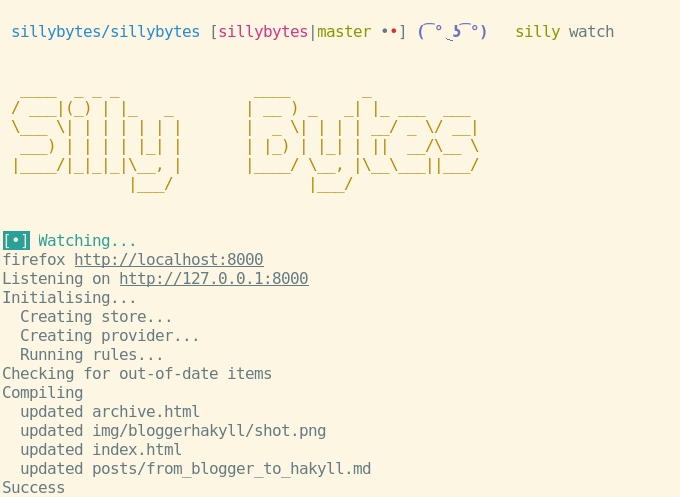 sillybytes/sillybytes [sillybytes|master ••] ( ͡° ͜ʖ ͡°)   silly watch
Silly Bytes
[•] Watching...
firefox http://localhost:8000
Listening on http://127.0.0.1:8000
Initialising...
  Creating store...
  Creating provider...
  Running rules...
Checking for out-of-date items
Compiling
  updated archive.html
  updated img/bloggerhakyll/shot.png
  updated index.html
  updated posts/from_blogger_to_hakyll.md
Success